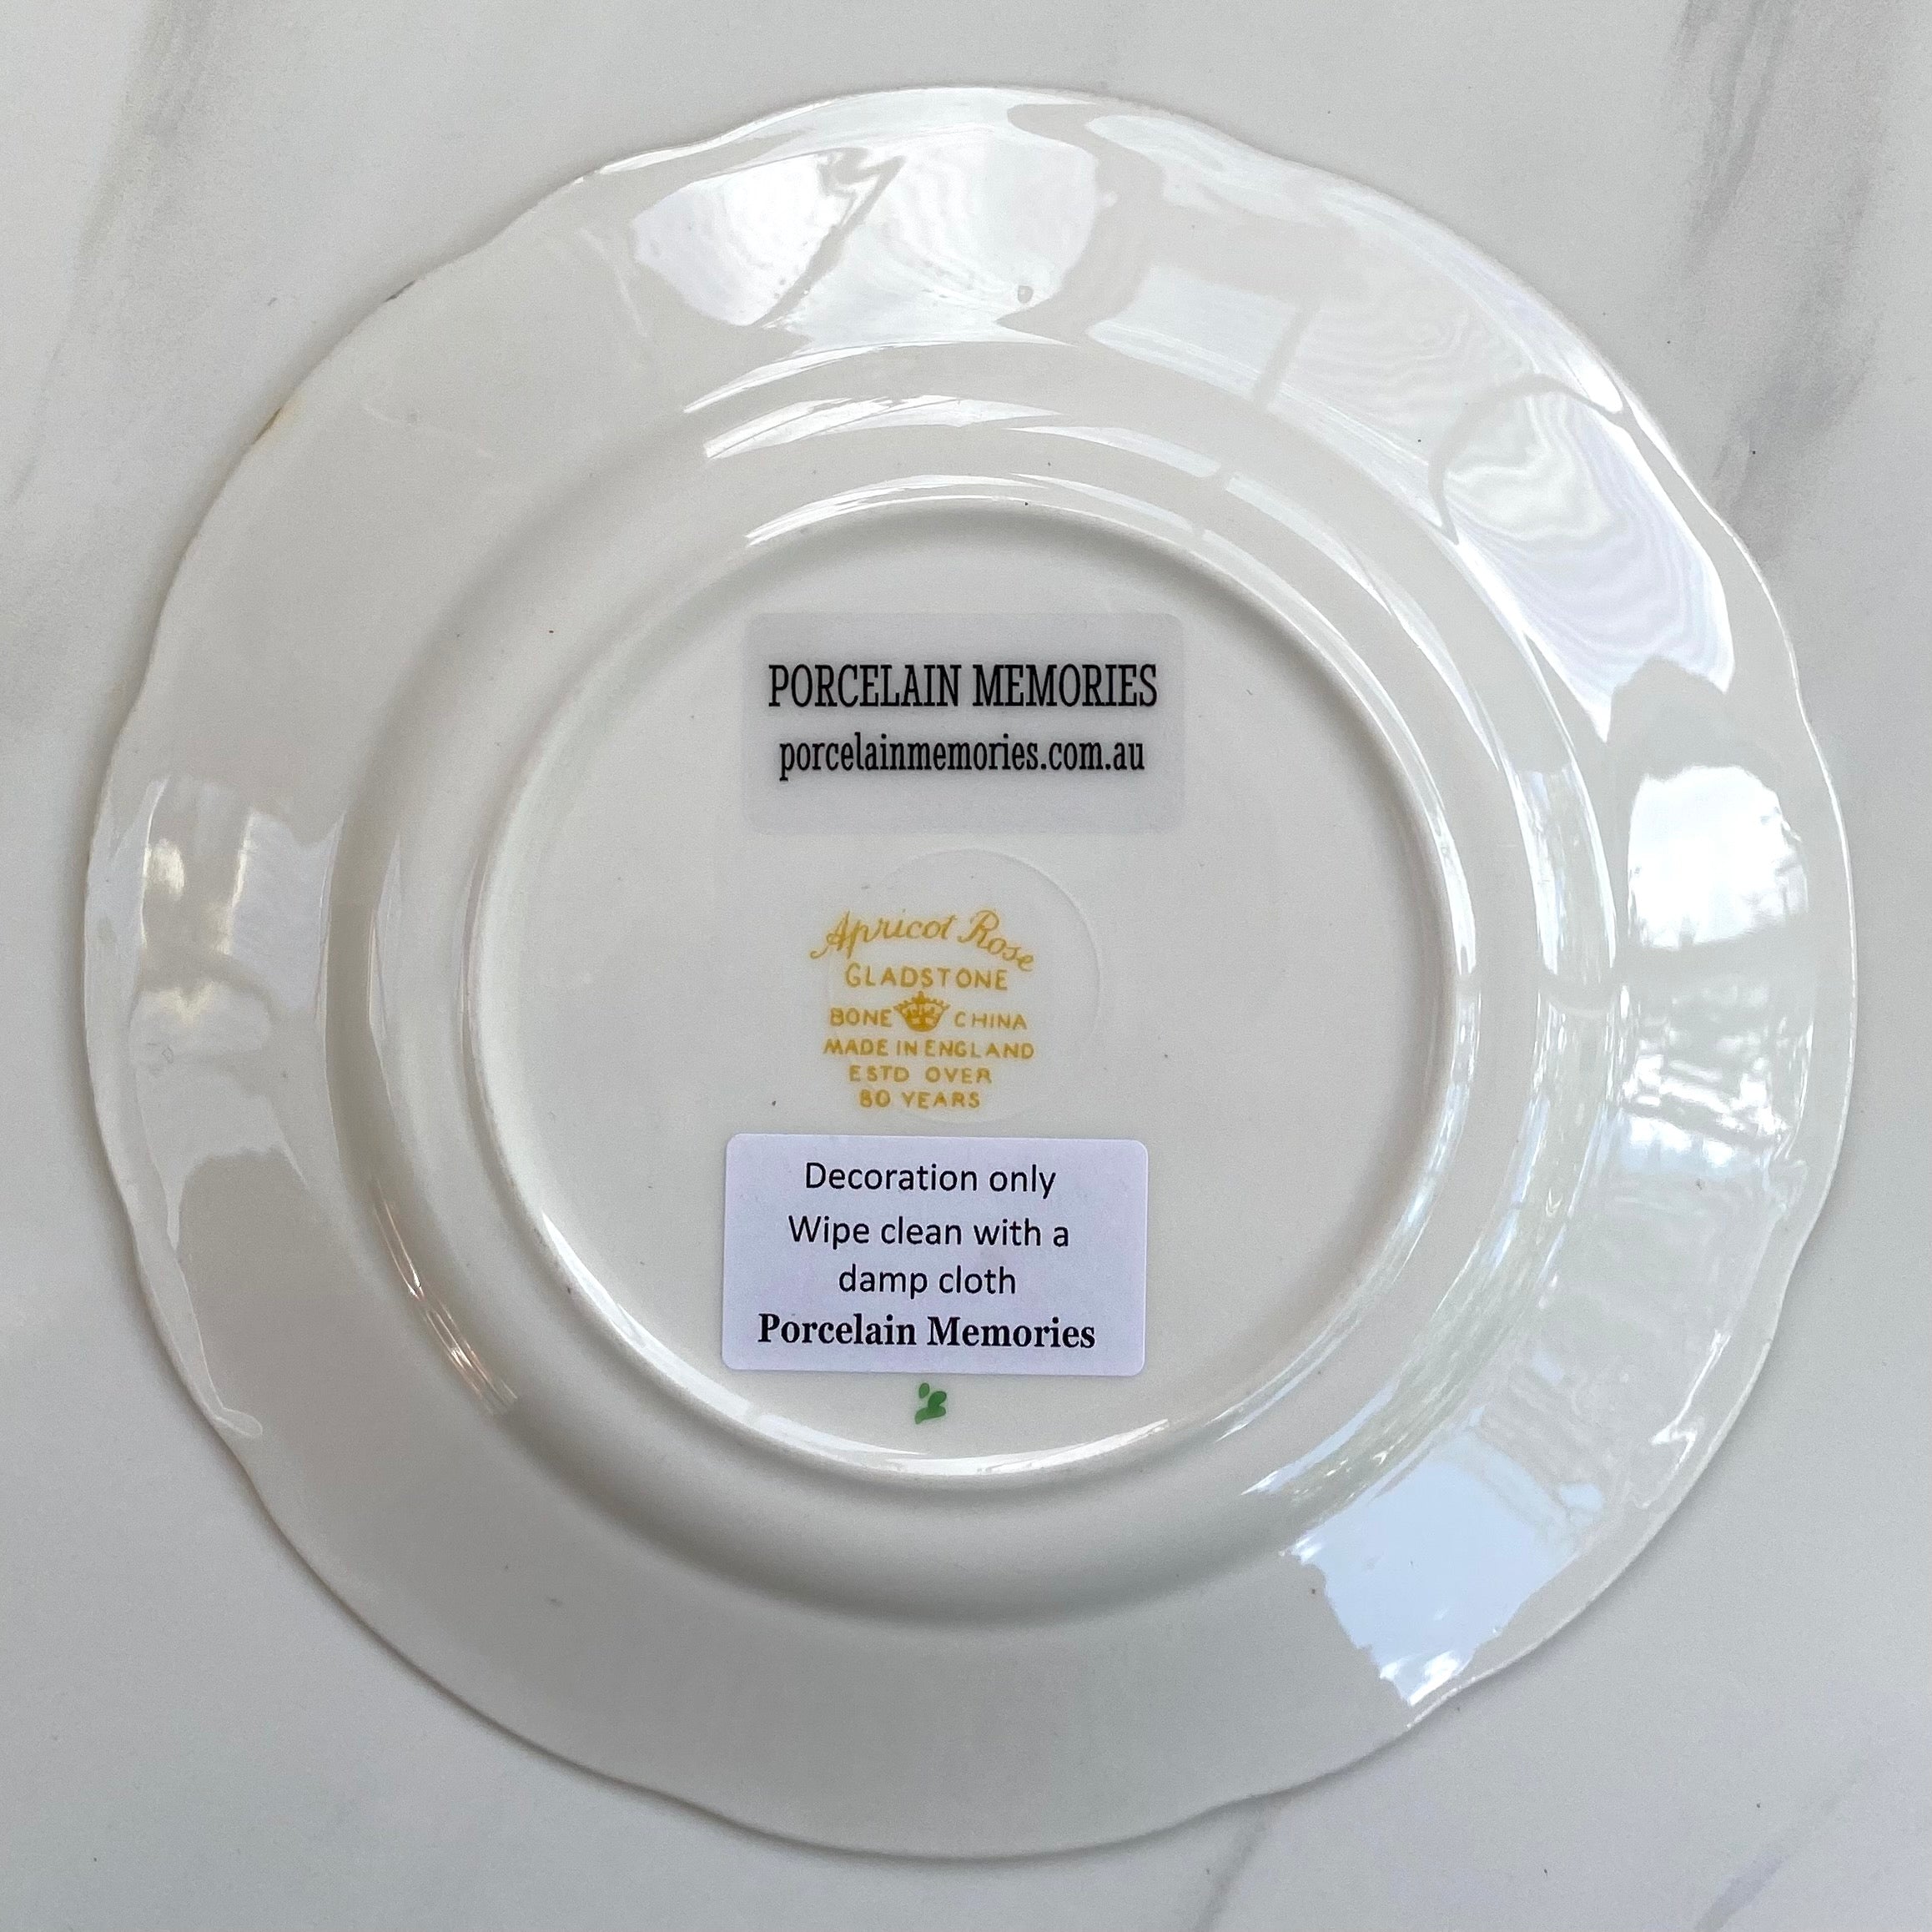 PORCELAIN MEMORIES
porcelainmemories.com.au
Apricot Rose
GLADSTONE
BONE CHINA
MADE IN ENGLAND
ESTD OVER
80 YEARS
Decoration only
Wipe clean with a
damp cloth
Porcelain Memories